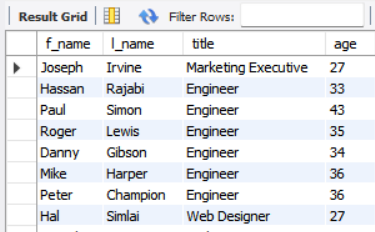 Result Grid Filter Rows:
f_name l_name title age
Joseph Irvine Marketing Executive 27
Hassan Rajabi Engineer 33
Paul Simon Engineer 43
Roger Lewis Engineer 35
Danny Gibson Engineer 34
Mike Harper Engineer 36
Peter Champion Engineer 36
Hal Simlai Web Designer 27